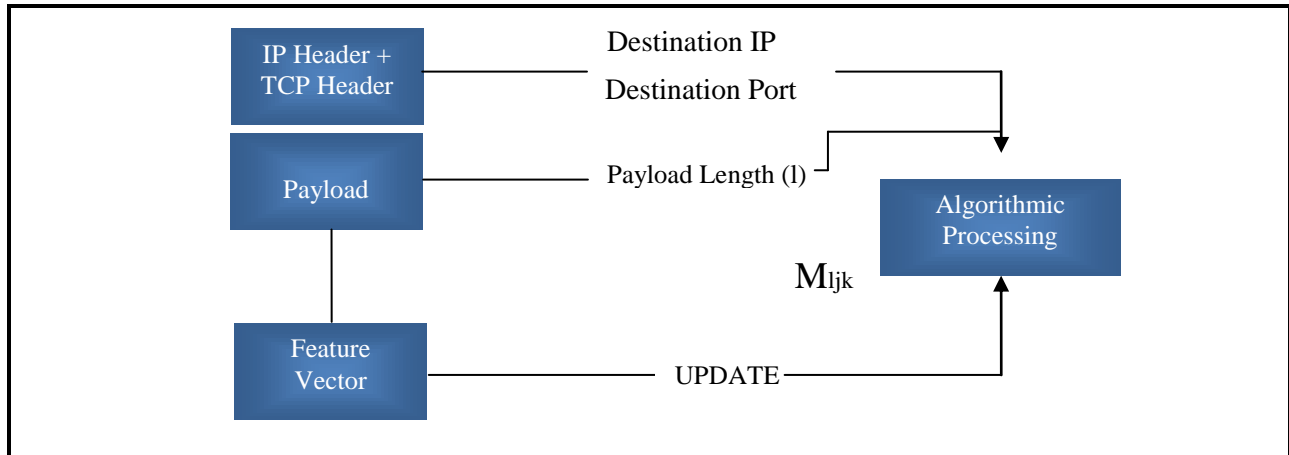 IP Header +
TCP Header
Destination IP
Destination Port
Payload
Payload Length (l)
Algorithmic
Processing
Mljk
Feature
Vector
UPDATE